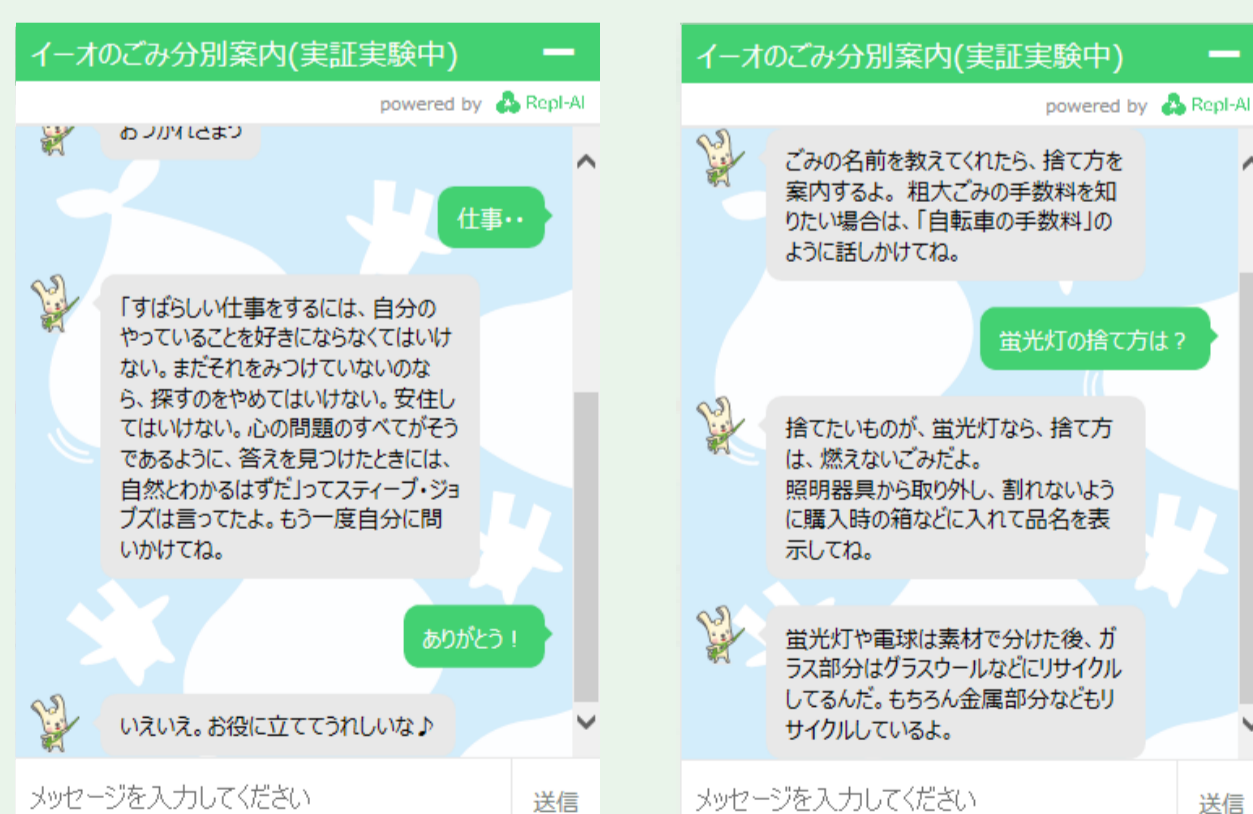 イーオのごみ分別案内(実証実験中)
powered by Repl-AI
仕事・・
「すばらしい仕事をするには、自分の
やっていることを好きにならなくてはいけ
ない。まだそれをみつけていないのな
ら、探すのをやめてはいけない。安住し
てはいけない。心の問題のすべてがそう
であるように、答えを見つけたときには、
自然とわかるはずだ」ってスティーブ・ジョ
ブズは言ってたよ。もう一度自分に問
いかけてね。
ありがとう！
いえいえ。お役に立ててうれしいな♪
メッセージを入力してください
送信
イーオのごみ分別案内(実証実験中)
powered by Repl-AI
ごみの名前を教えてくれたら、捨て方を
案内するよ。粗大ごみの手数料を知
りたい場合は、「自転車の手数料」の
ように話しかけてね。
蛍光灯の捨て方は？
捨てたいものが、蛍光灯なら、捨て方
は、燃えないごみだよ。
照明器具から取り外し、割れないよう
に購入時の箱などに入れて品名を表
示してね。
蛍光灯や電球は素材で分けた後、ガ
ラス部分はグラスウールなどにリサイクル
してるんだ。もちろん金属部分などもリ
サイクルしているよ。
メッセージを入力してください
送信